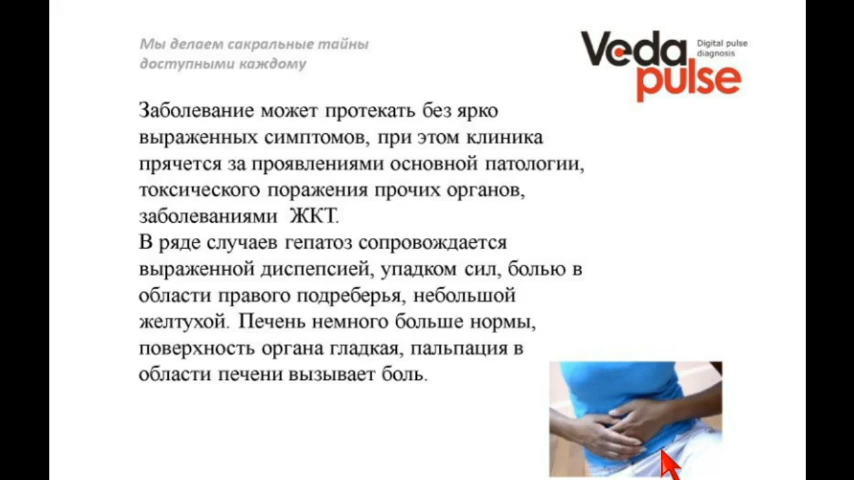 Мы делаем сакральные тайны
доступными каждому
Veda
pulse
Digital pulse
diagnosis
Заболевание может протекать без ярко
выраженных симптомов, при этом клиника
прячется за проявлениями основной патологии,
токсического поражения прочих органов,
заболеваниями ЖКТ.
В ряде случаев гепатоз сопровождается
выраженной диспепсией, упадком сил, болью в
области правого подреберья, небольшой
желтухой. Печень немного больше нормы,
поверхность органа гладкая, пальпация в
области печени вызывает боль.